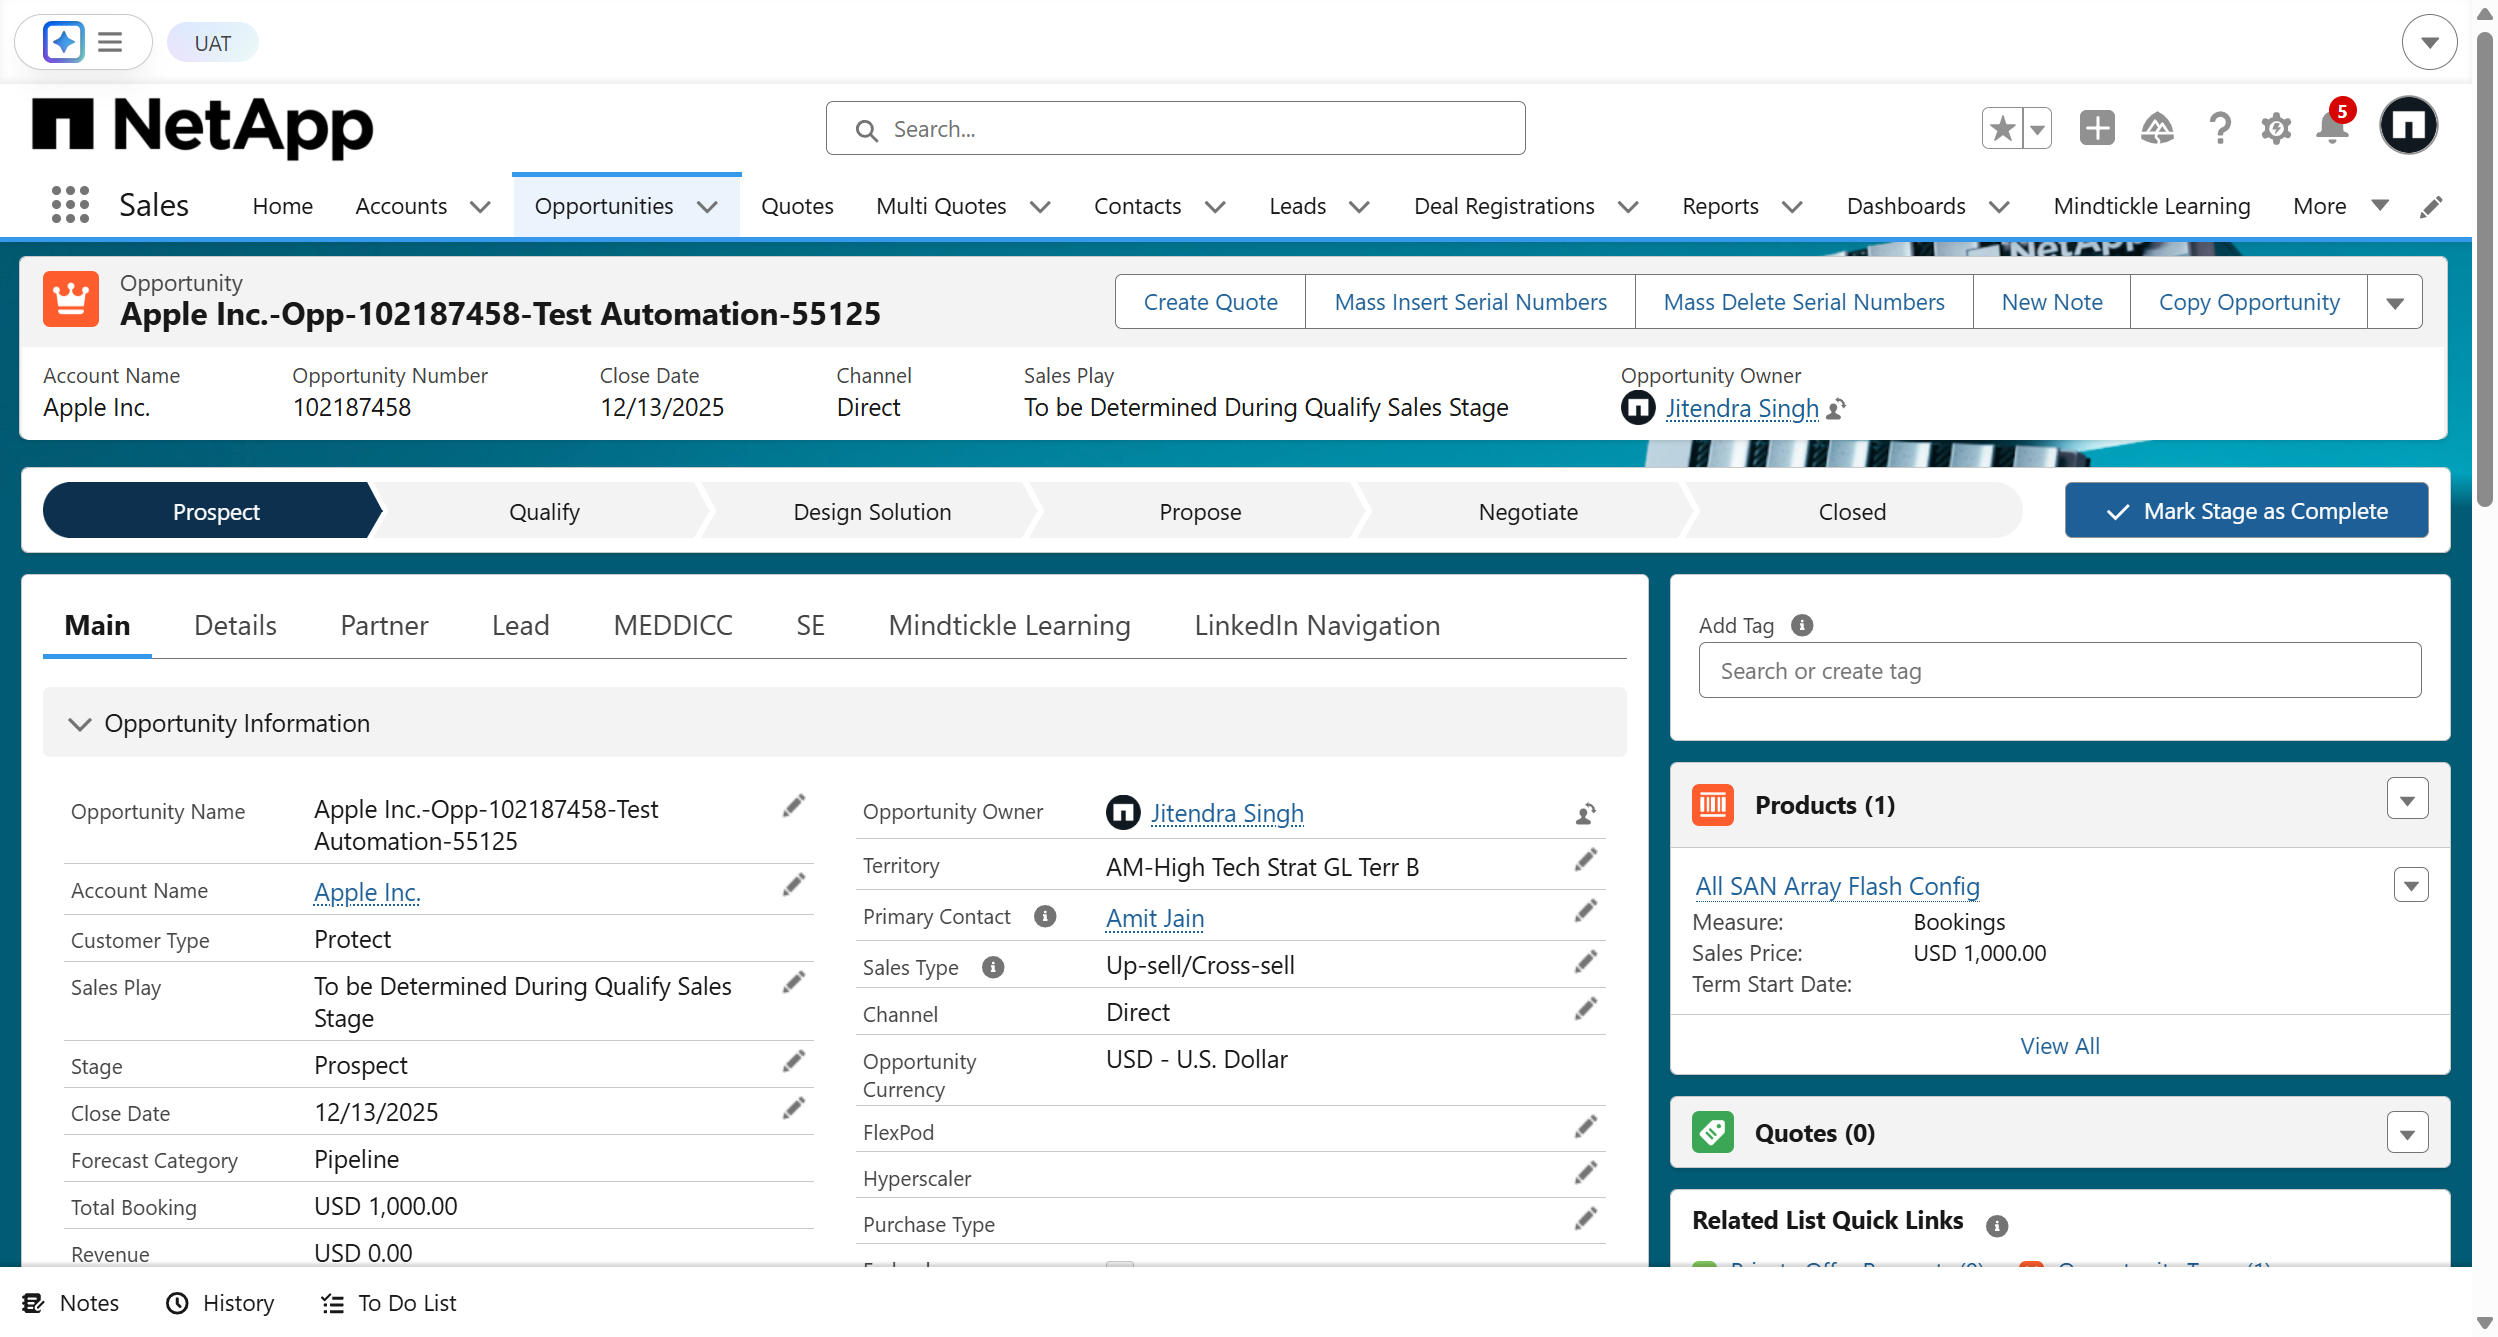 UAT
NetApp
Search...
5
Sales
Home
Accounts
Opportunities
Quotes
Multi Quotes
Contacts
Leads
Deal Registrations
Reports
Dashboards
Mindtickle Learning
More
NetApp
Opportunity
Apple Inc.-Opp-102187458-Test Automation-55125
Create Quote
Mass Insert Serial Numbers
Mass Delete Serial Numbers
New Note
Copy Opportunity
Account Name
Apple Inc.
Opportunity Number
102187458
Close Date
12/13/2025
Channel
Direct
Sales Play
To be Determined During Qualify Sales Stage
Opportunity Owner
Jitendra Singh
Prospect
Qualify
Design Solution
Propose
Negotiate
Closed
Mark Stage as Complete
Main
Details
Partner
Lead
MEDDICC
SE
Mindtickle Learning
LinkedIn Navigation
Opportunity Information
Opportunity Name
Apple Inc.-Opp-102187458-Test
Automation-55125
Account Name
Apple Inc.
Customer Type
Protect
Sales Play
To be Determined During Qualify Sales
Stage
Stage
Prospect
Close Date
12/13/2025
Forecast Category
Pipeline
Total Booking
USD 1,000.00
Revenue
USD 0.00
Opportunity Owner
Jitendra Singh
Territory
AM-High Tech Strat GL Terr B
Primary Contact
Amit Jain
Sales Type
Up-sell/Cross-sell
Channel
Direct
Opportunity
Currency
USD - U.S. Dollar
FlexPod
Hyperscaler
Purchase Type
Add Tag
Search or create tag
Products (1)
All SAN Array Flash Config
Measure:
Bookings
Sales Price:
USD 1,000.00
Term Start Date:
View All
Quotes (0)
Related List Quick Links
Notes
History
To Do List